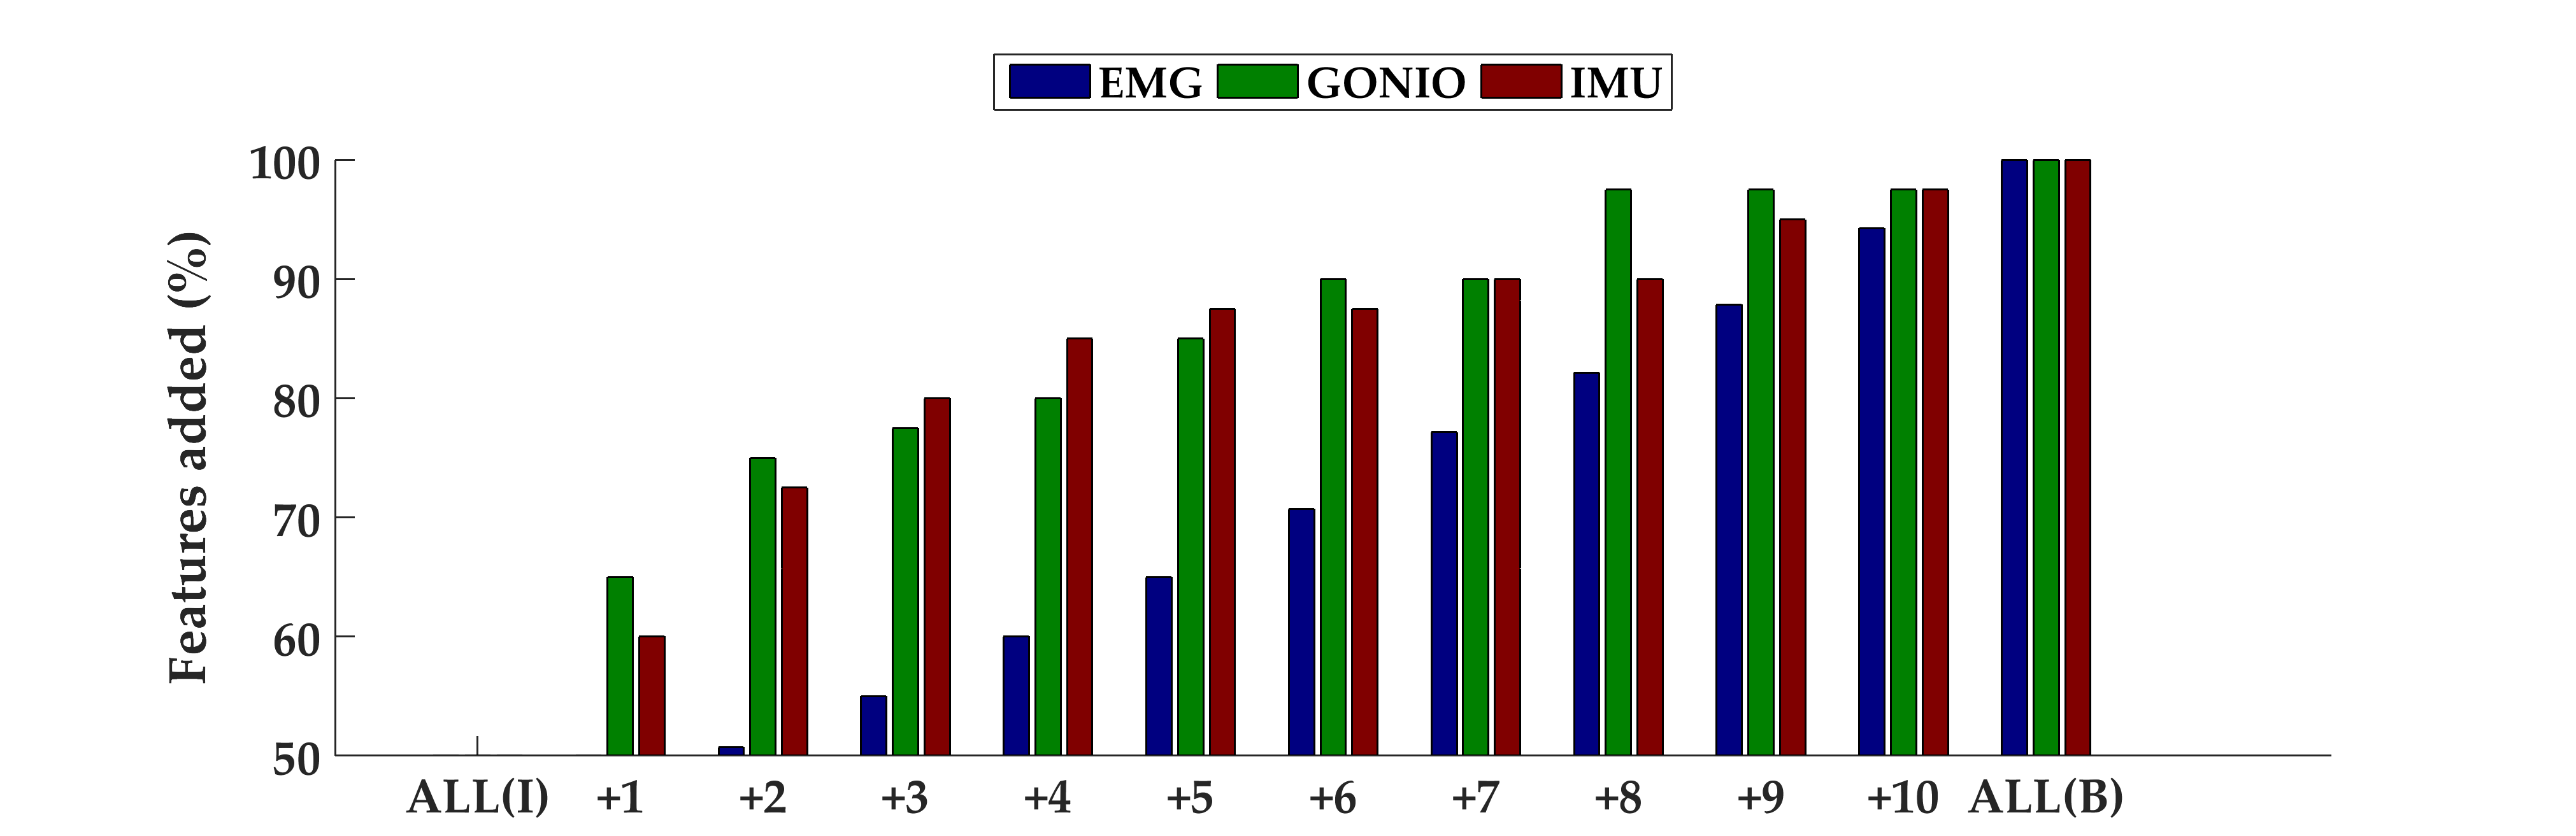 EMG GONIO IMU
Features added (%)
100
90
80
70
60
50
ALL(I) +1 +2 +3 +4 +5 +6 +7 +8 +9 +10 ALL(B)